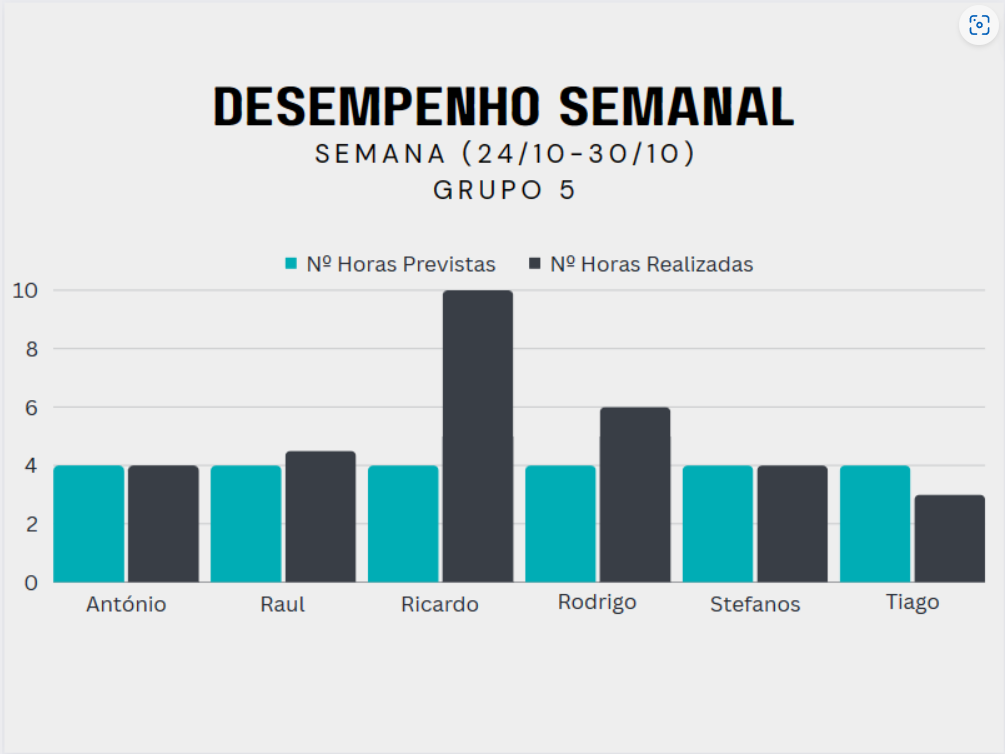 DESEMPENHO SEMANAL
SEMANA (24/10-30/10)
GRUPO 5
Nº Horas Previstas Nº Horas Realizadas
10
8
6
4
2
0
António Raul Ricardo Rodrigo Stefanos Tiago